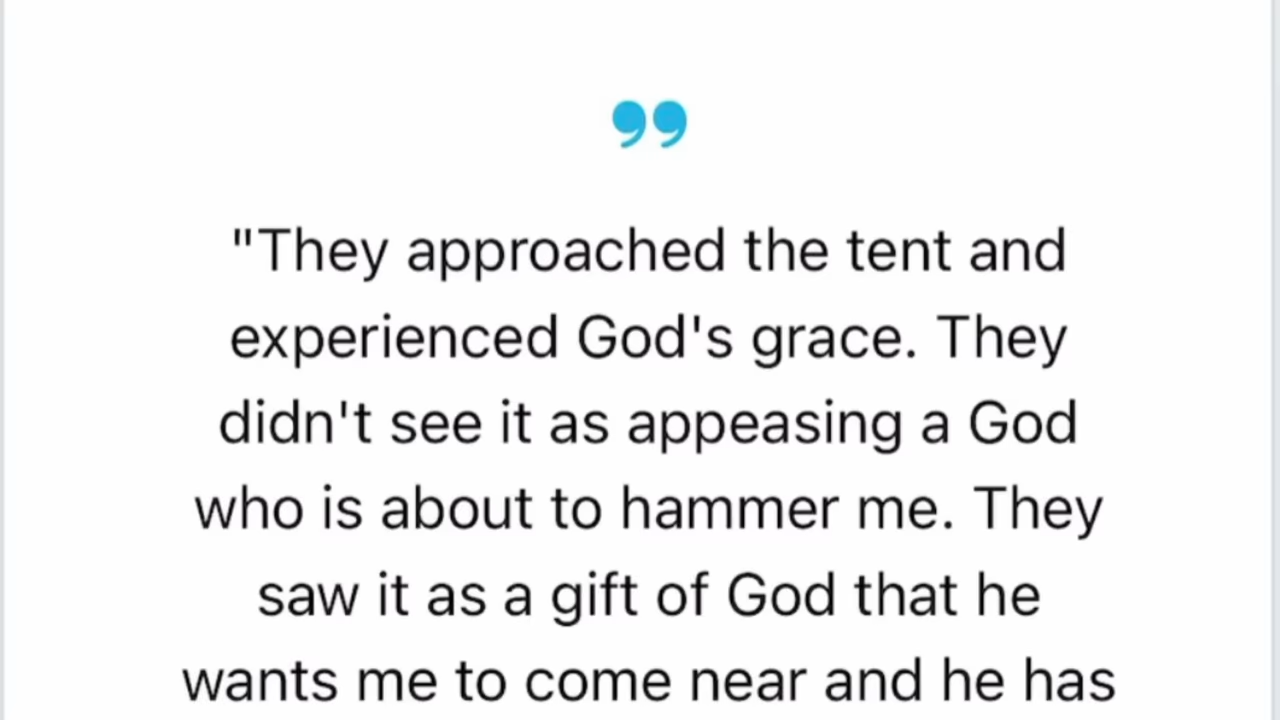 ”
"They approached the tent and
experienced God's grace. They
didn't see it as appeasing a God
who is about to hammer me. They
saw it as a gift of God that he
wants me to come near and he has